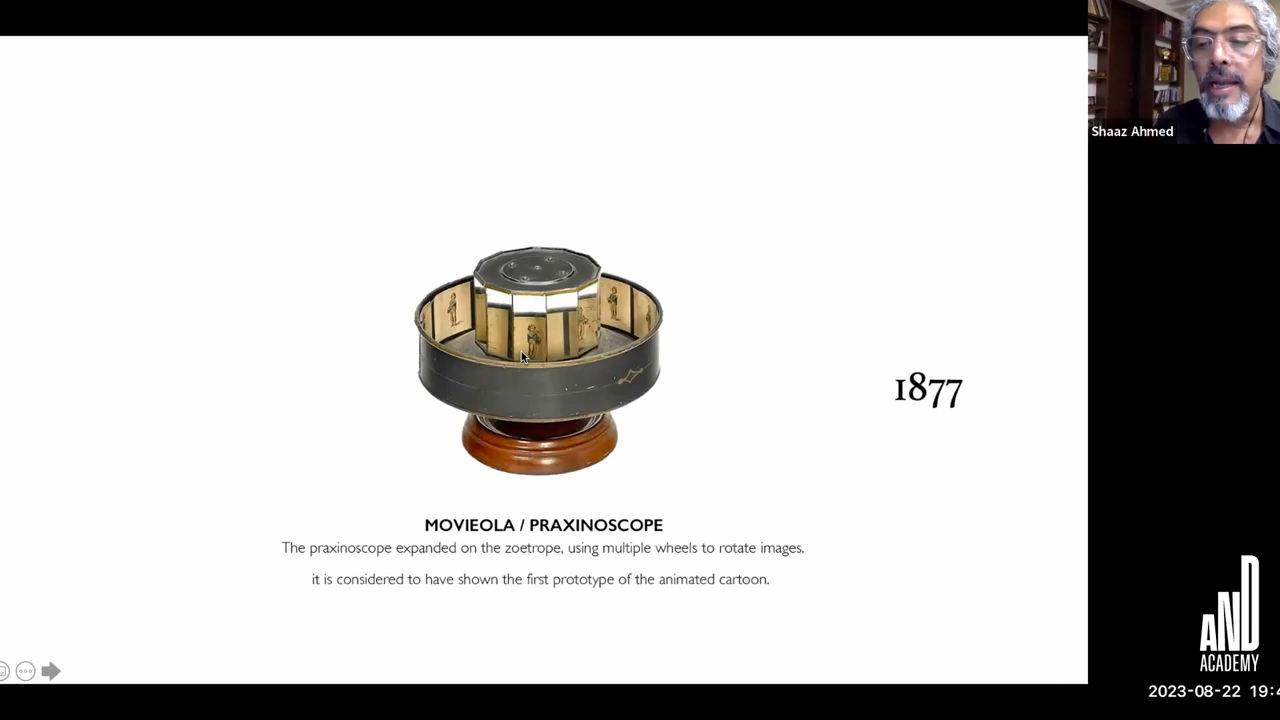 Shaaz Ahmed
1877
MOVIEOLA / PRAXINOSCOPE
The praxinoscope expanded on the zoetrope, using multiple wheels to rotate images.
it is considered to have shown the first prototype of the animated cartoon.
AND
ACADEMY
2023-08-22 19:4